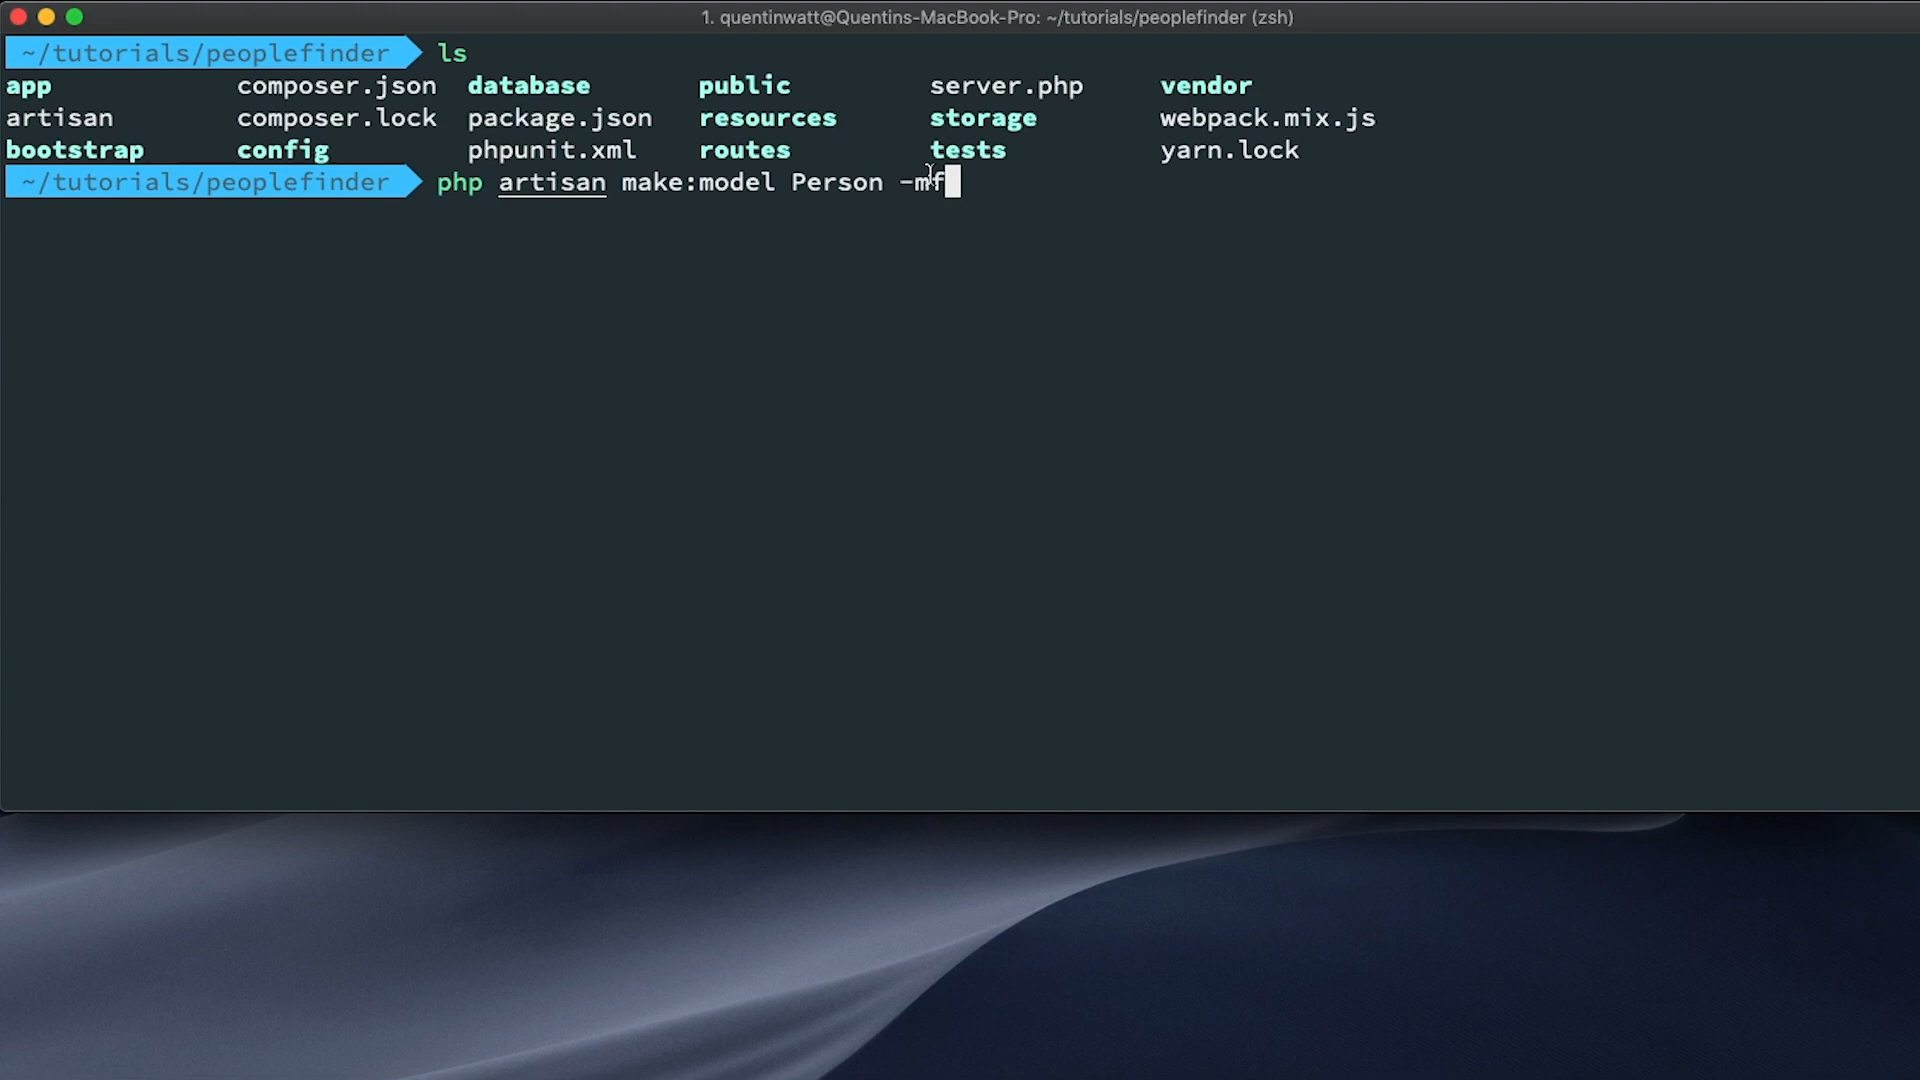 1. quentinwatt@Quentins-MacBook-Pro: ~/tutorials/peoplefinder (zsh)
~/tutorials/peoplefinder ls
app composer.json database public server.php vendor
artisan composer.lock package.json resources storage webpack.mix.js
bootstrap config phpunit.xml routes tests yarn.lock
~/tutorials/peoplefinder php artisan make:model Person -mf